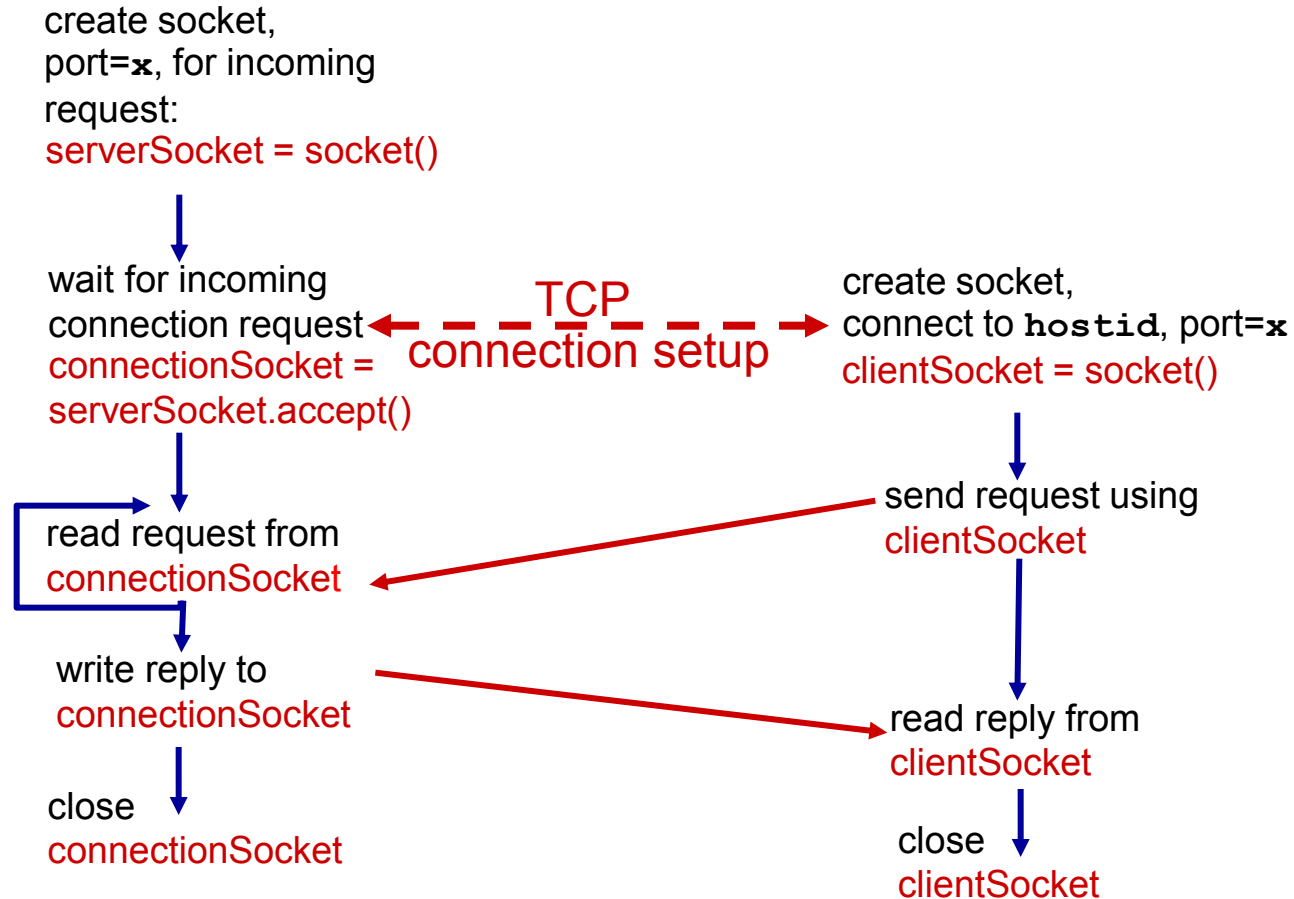 create socket,
port=x, for incoming
request:
serverSocket = socket()
wait for incoming
connection request
connectionSocket =
serverSocket.accept()
TCP
connection setup
create socket,
connect to hostid, port=x
clientSocket = socket()
send request using
clientSocket
read request from
connectionSocket
write reply to
connectionSocket
read reply from
clientSocket
close
connectionSocket
close
clientSocket